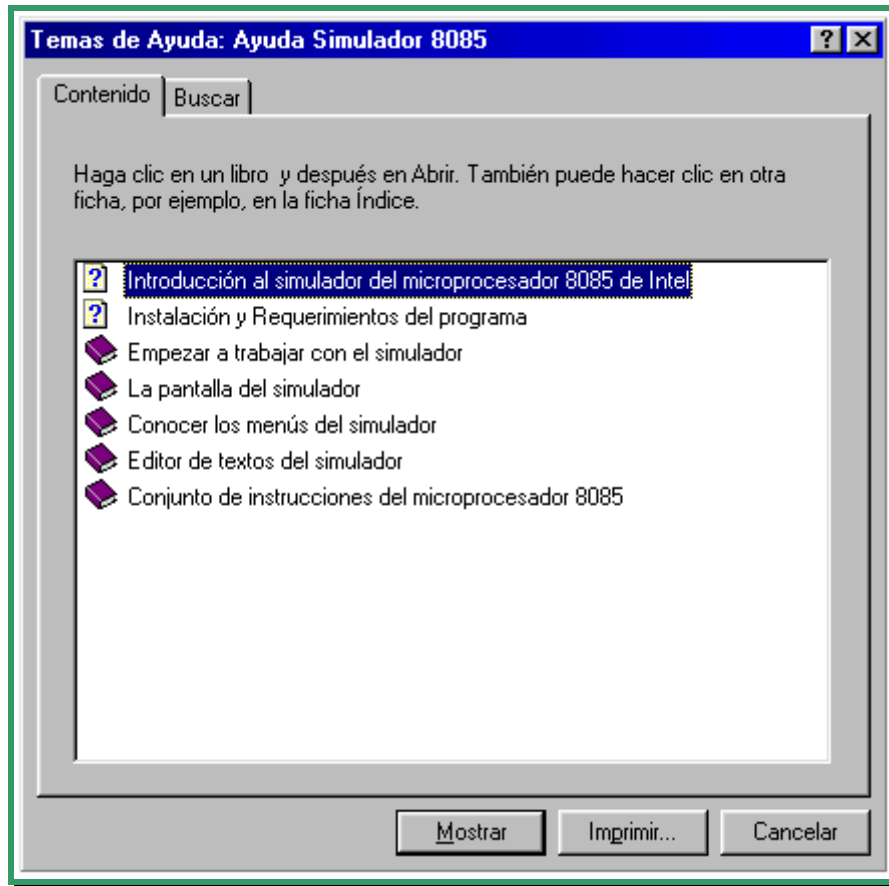 Temas de Ayuda: Ayuda Simulador 8085
Contenido
Buscar
Haga clic en un libro y después en Abrir. También puede hacer clic en otra
ficha, por ejemplo, en la ficha Índice.
Introducción al simulador del microprocesador 8085 de Intel
Instalación y Requerimientos del programa
Empezar a trabajar con el simulador
La pantalla del simulador
Conocer los menús del simulador
Editor de textos del simulador
Conjunto de instrucciones del microprocesador 8085
Mostrar
Imprimir...
Cancelar